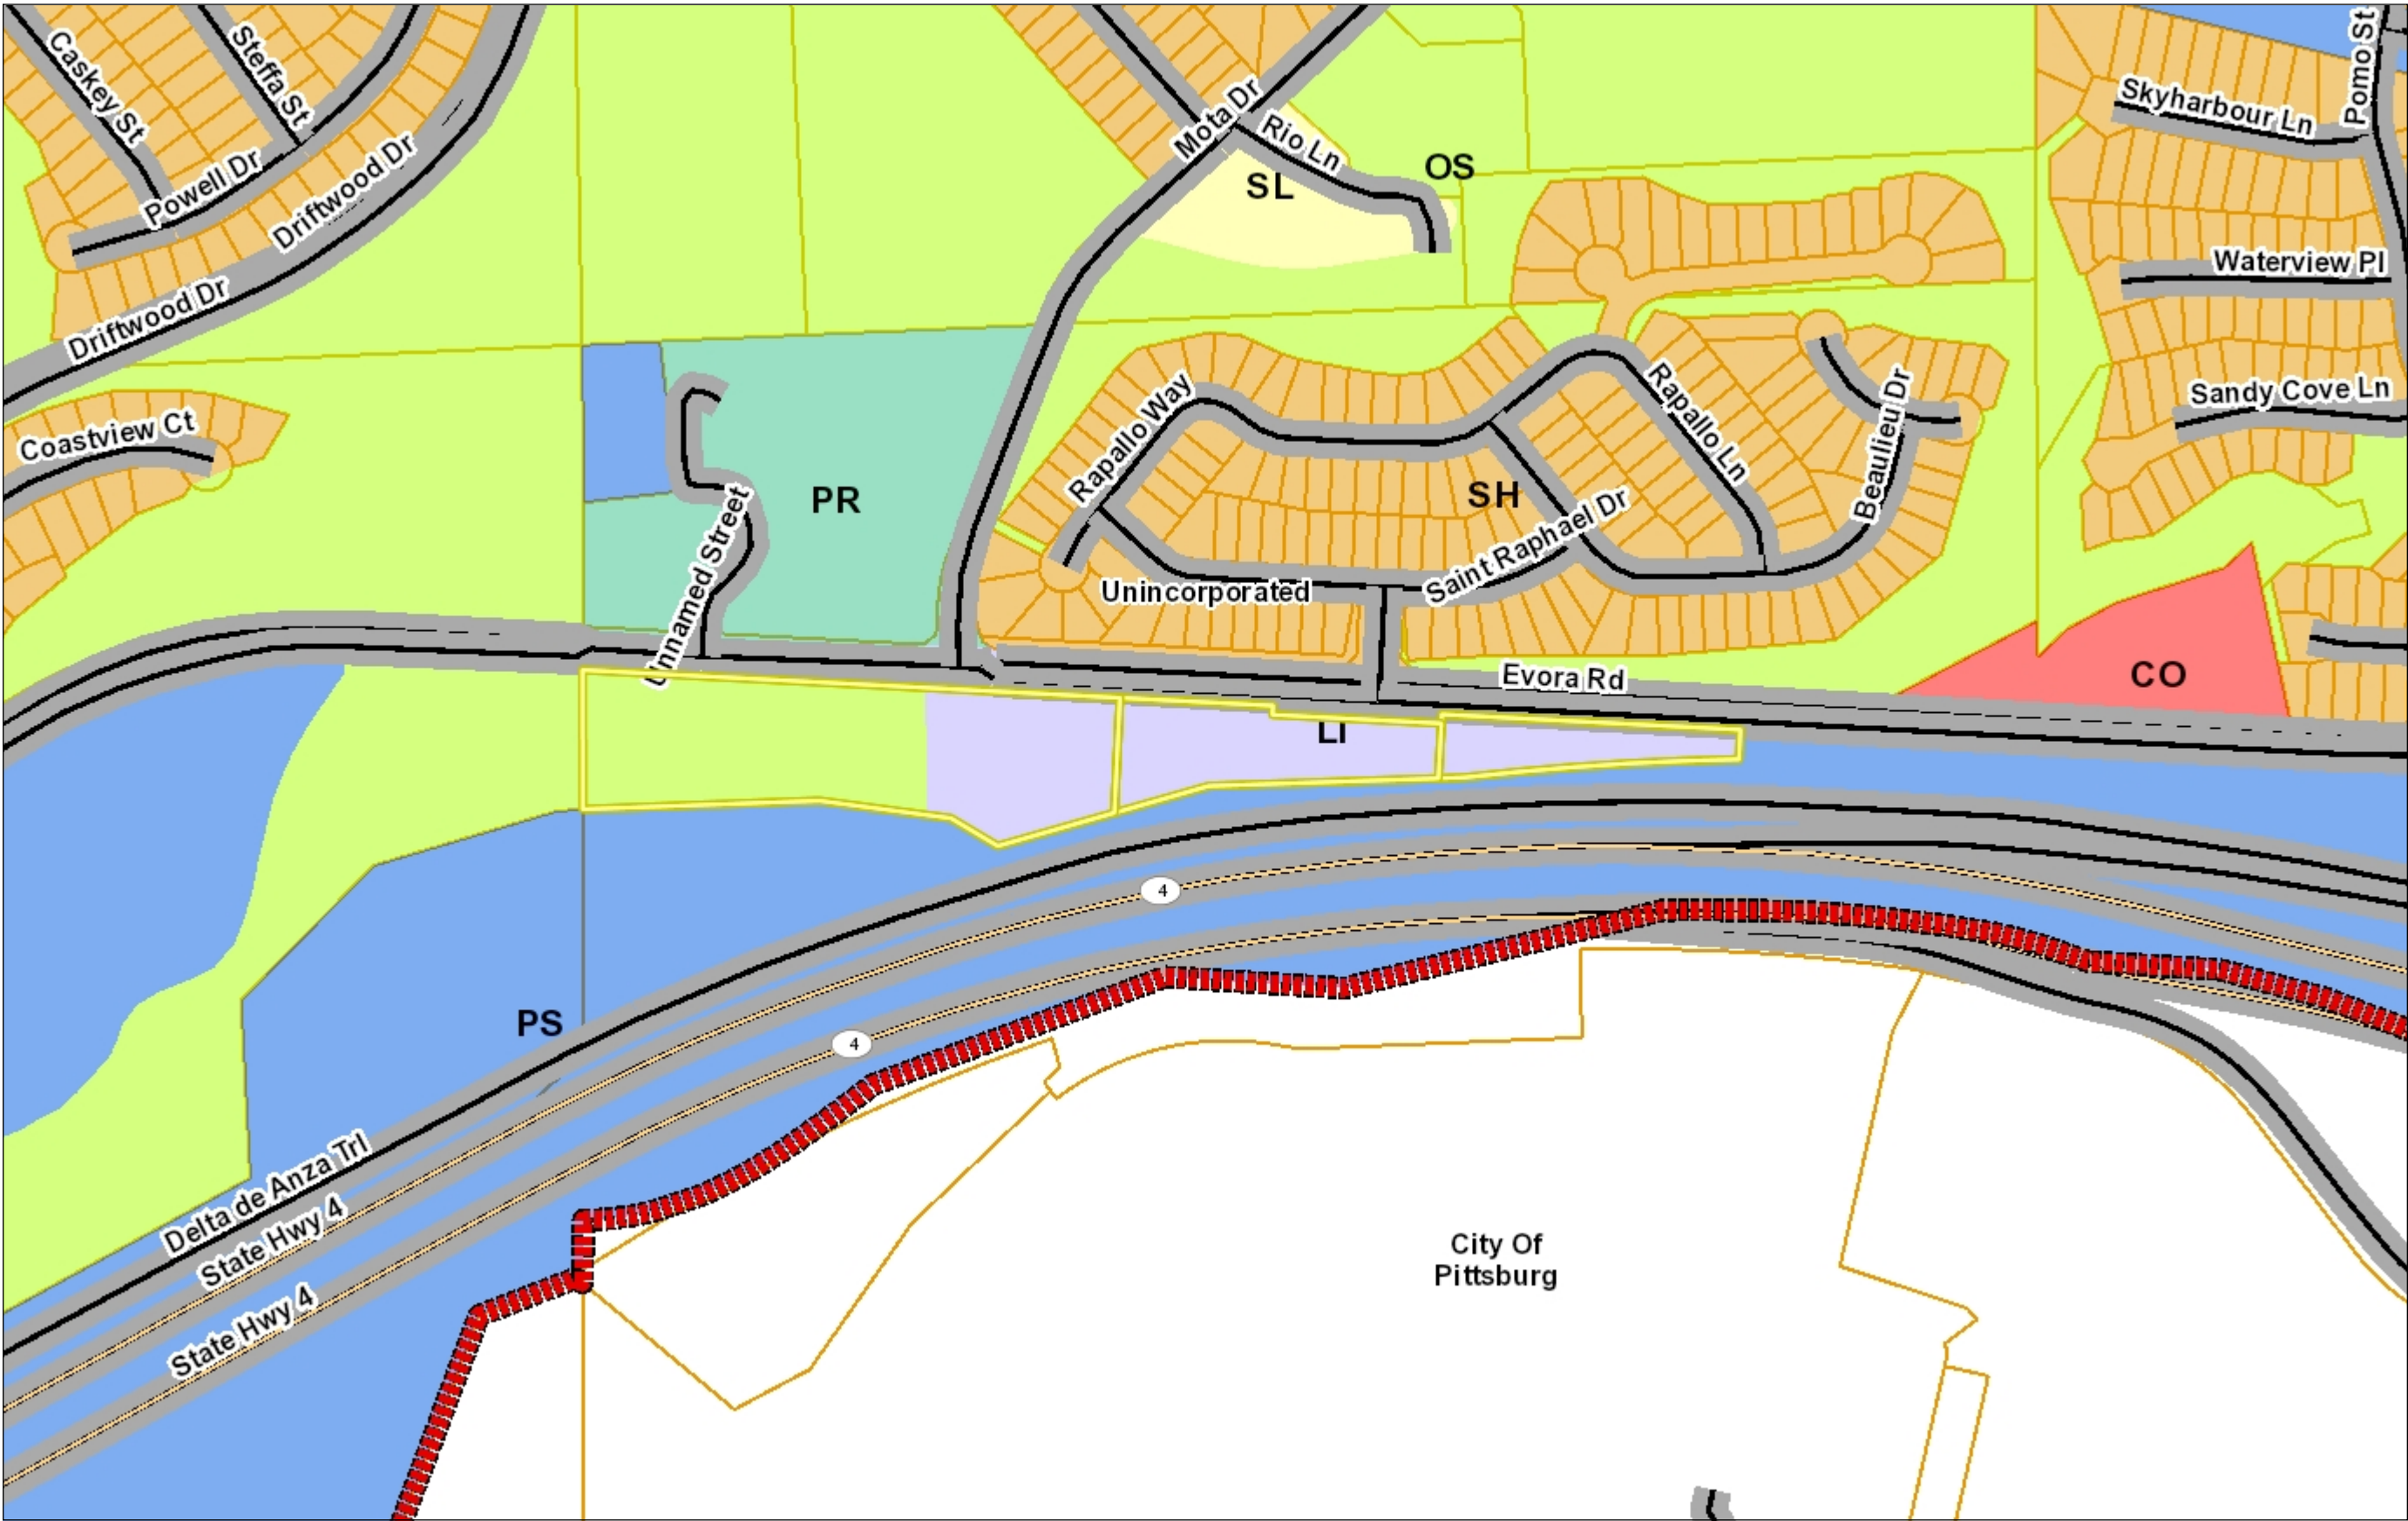 Caskey St
Steffa St
Powell Dr
Driftwood Dr
Driftwood Dr
Coastview Ct
Mota Dr
Rio Ln
SL
OS
Skyharbour Ln
Pomo St
Waterview Pl
Sandy Cove Ln
PR
Unnamed Street
Rapallo Way
SH
Rapallo Ln
Beaulieu Dr
Saint Raphael Dr
Unincorporated
Evora Rd
CO
LI
4
4
PS
Delta de Anza Trl
State Hwy 4
State Hwy 4
City Of
Pittsburg